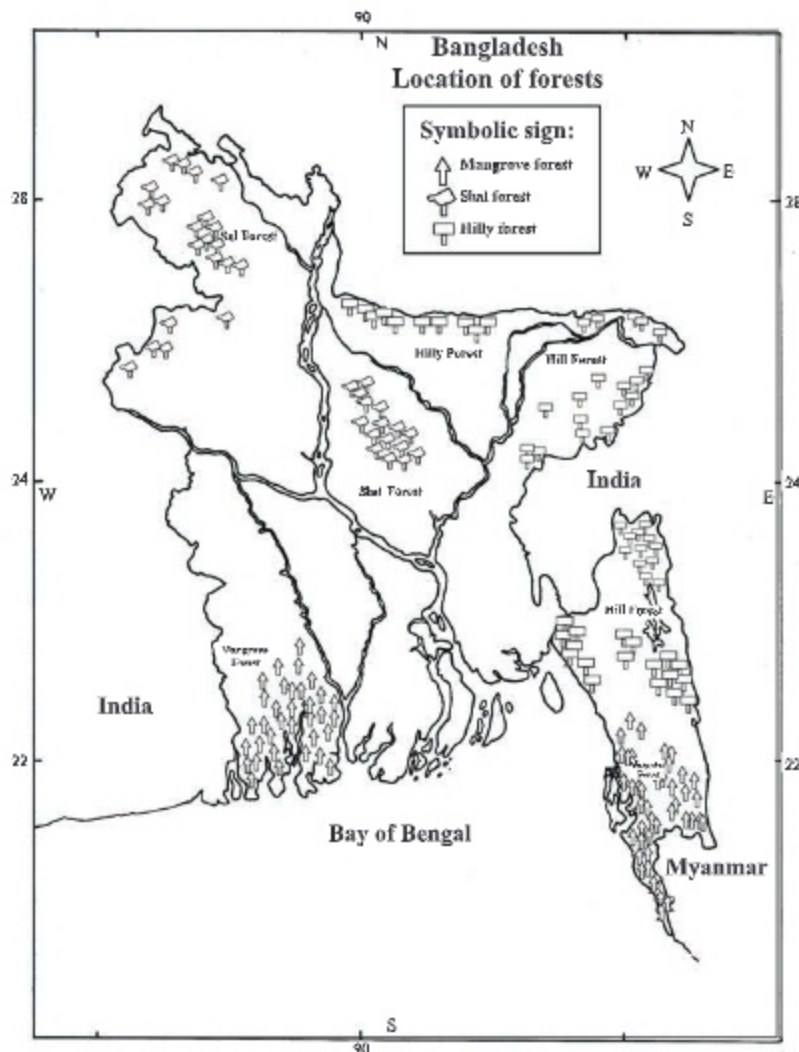 90
N
Bangladesh
Location of forests
Symbolic sign:
Mangrove forest
Shal forest
Hilly forest
N
W E
S
28 28
Sal Forest
Hilly Forest
Hill Forest
24 24
W
Shal Forest
India
E
Hill Forest
Mangrove
Forest
India
22 22
Bay of Bengal
Myanmar
S
90